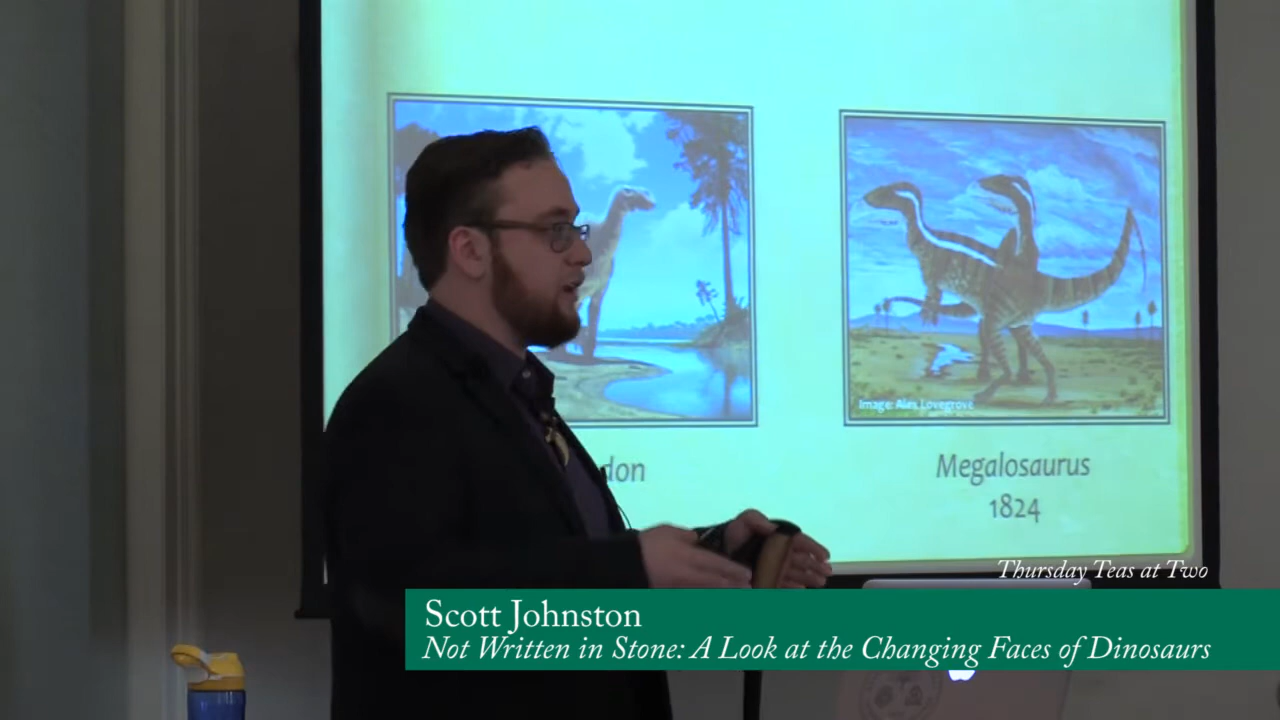 Image: Ales Lovegrove
don
Megalosaurus
1824
Thursday Teas at Two
Scott Johnston
Not Written in Stone: A Look at the Changing Faces of Dinosaurs